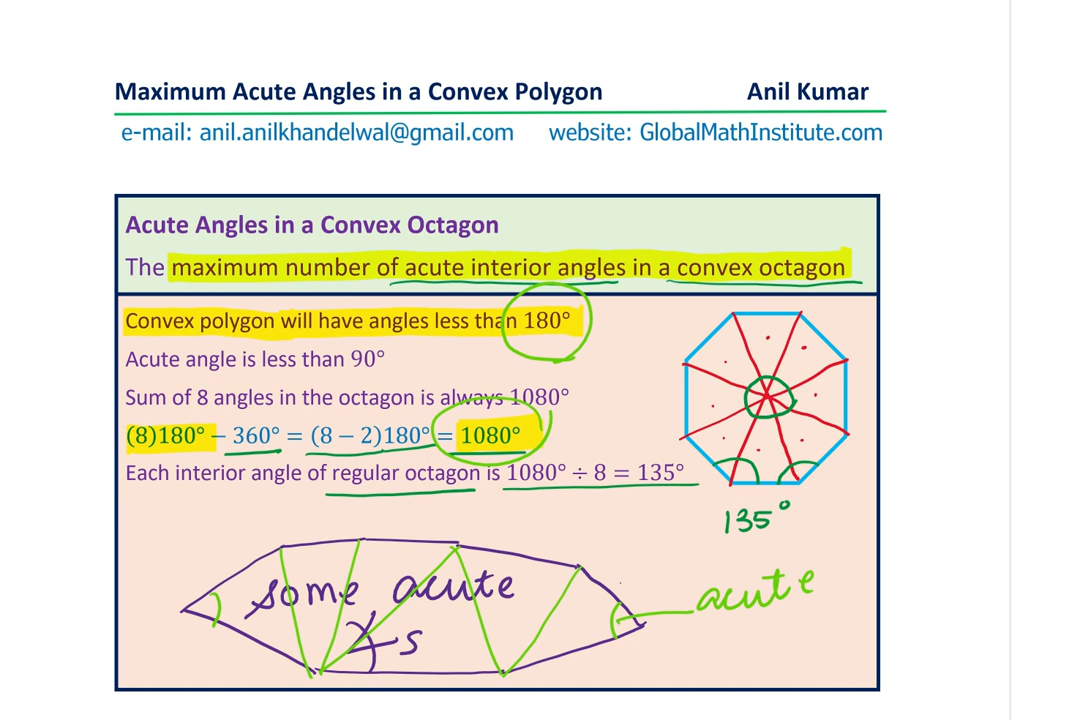 Maximum Acute Angles in a Convex Polygon Anil Kumar
e-mail: anil.anilkhandelwal@gmail.com website: GlobalMathInstitute.com
Acute Angles in a Convex Octagon
The maximum number of acute interior angles in a convex octagon
Convex polygon will have angles less than 180°
Acute angle is less than 90°
Sum of 8 angles in the octagon is always 1080°
(8)180° − 360° = (8 − 2)180° = 1080°
Each interior angle of regular octagon is 1080° ÷ 8 = 135°
135°
some acute
∡s
acute